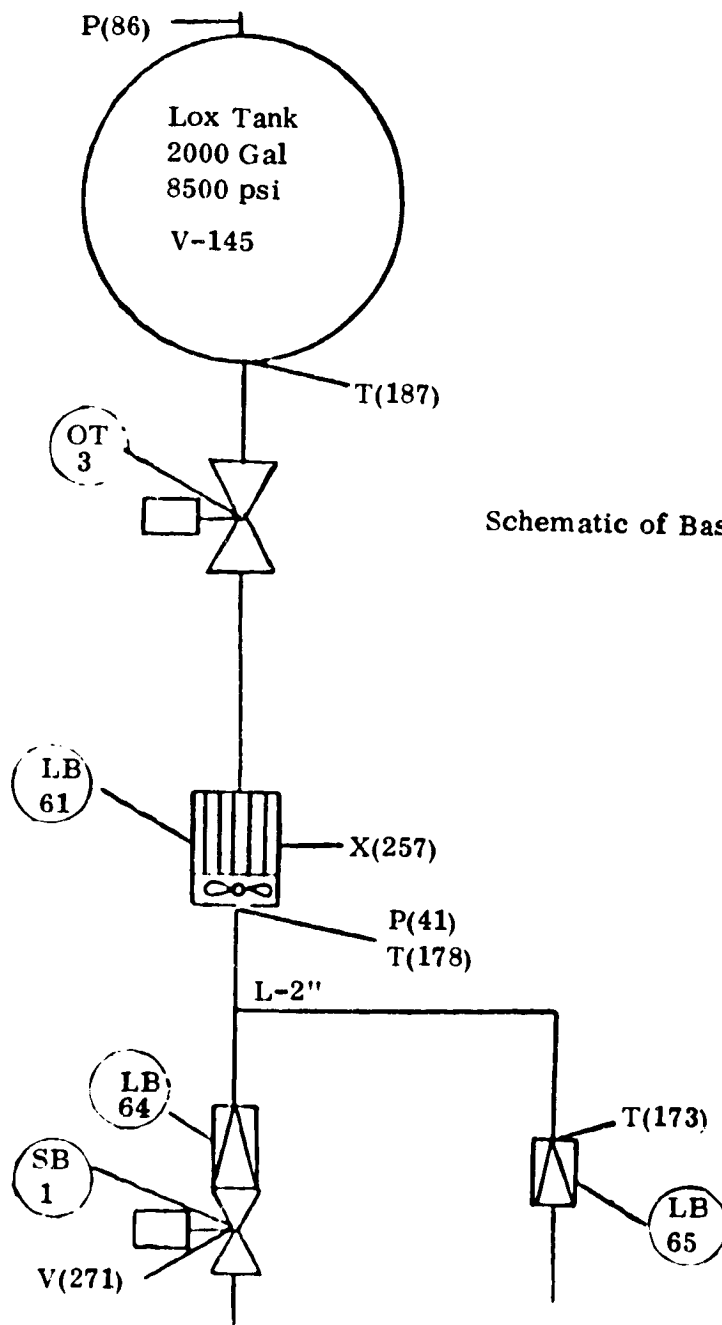 P(86)
Lox Tank
2000 Gal
8500 psi
V-145
T(187)
OT
3
Schematic of Bas
LB
61
X(257)
P(41)
T(178)
L-2"
LB
64
T(173)
SB
1
LB
65
V(271)